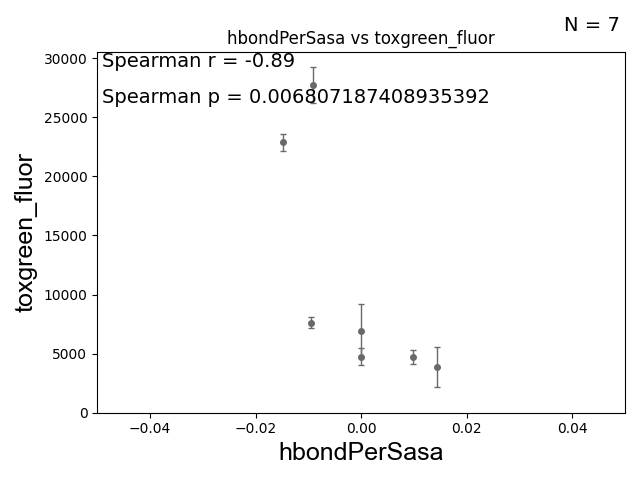 N = 7
hbondPerSasa vs toxgreen_fluor
Spearman r = -0.89
Spearman p = 0.006807187408935392
30000
25000
20000
15000
10000
5000
0
toxgreen_fluor
−0.04 −0.02 0.00 0.02 0.04
hbondPerSasa